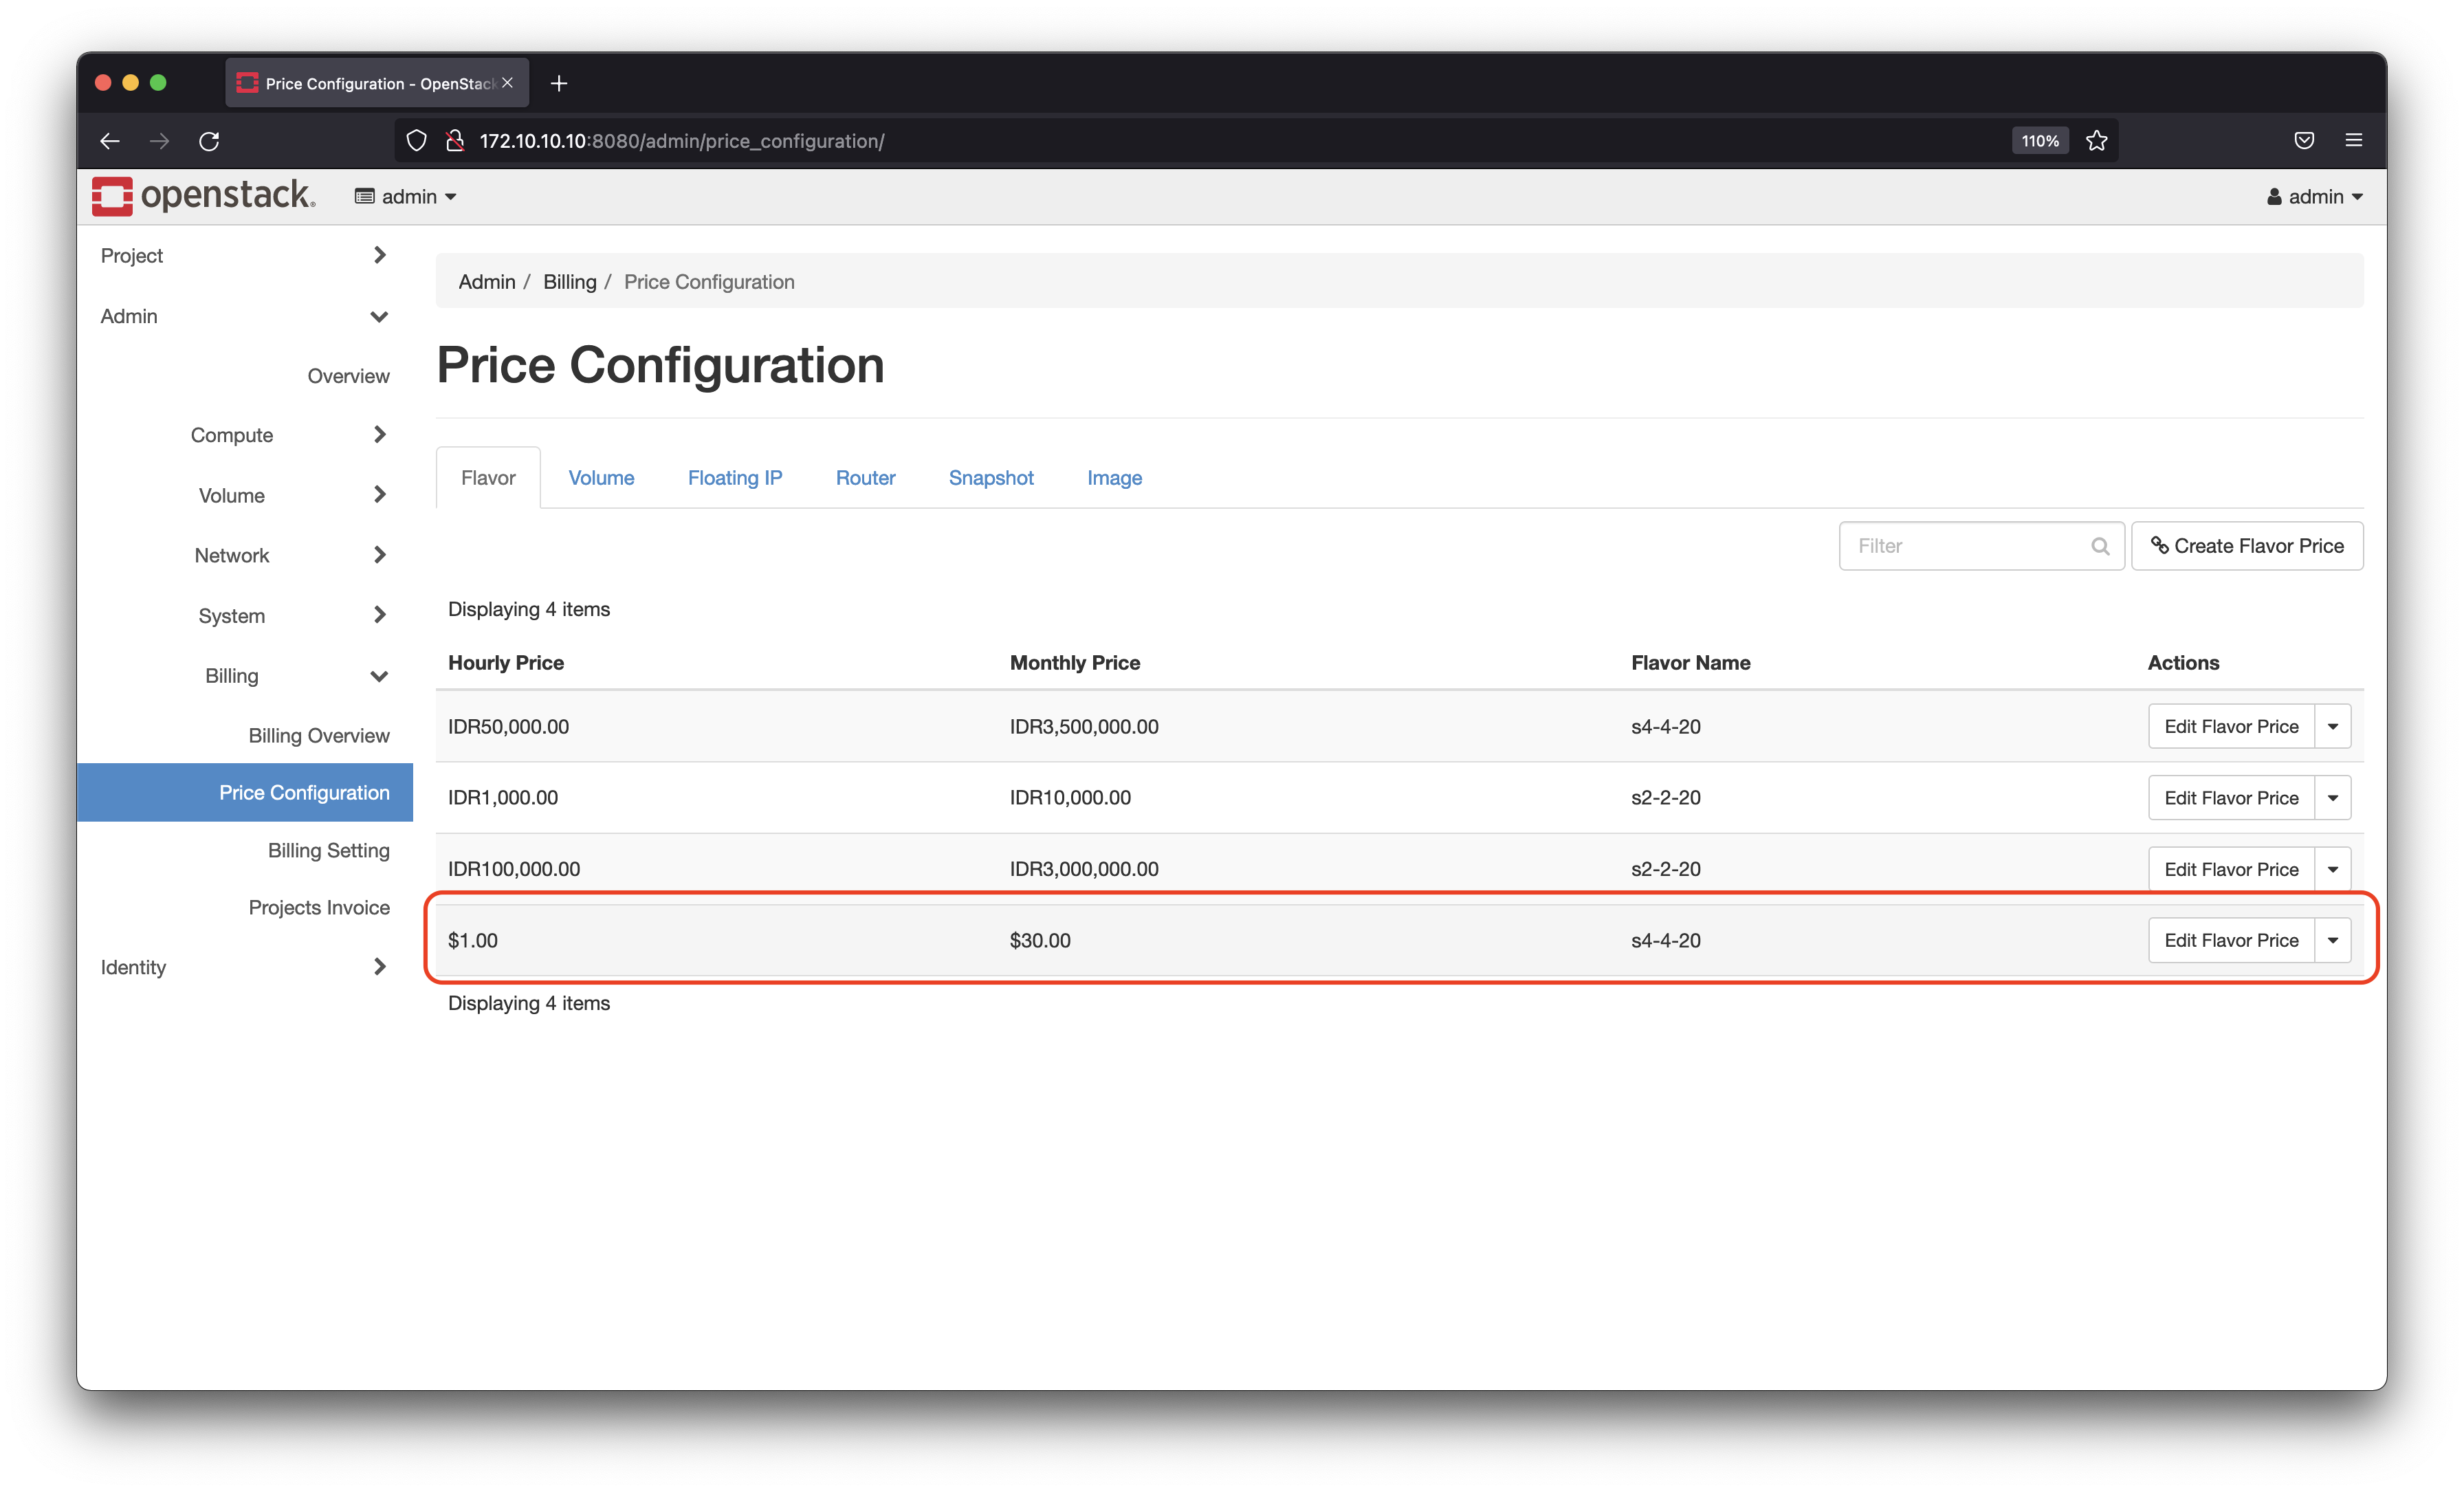 Price Configuration - OpenStack
172.10.10.10:8080/admin/price_configuration/
110%
openstack.
admin
admin
Project
Admin
Overview
Compute
Volume
Network
System
Billing
Billing Overview
Price Configuration
Billing Setting
Projects Invoice
Identity
Admin / Billing / Price Configuration
Price Configuration
Flavor Volume Floating IP Router Snapshot Image
Filter
Create Flavor Price
Displaying 4 items
Hourly Price Monthly Price Flavor Name Actions
IDR50,000.00 IDR3,500,000.00 s4-4-20 Edit Flavor Price
IDR1,000.00 IDR10,000.00 s2-2-20 Edit Flavor Price
IDR100,000.00 IDR3,000,000.00 s2-2-20 Edit Flavor Price
$1.00 $30.00 s4-4-20 Edit Flavor Price
Displaying 4 items